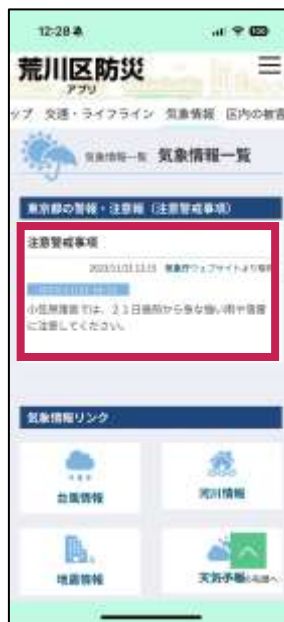 12:28
荒川区防災
アプリ
ップ 交通・ライフライン 気象情報 区内の被害
気象情報一覧 気象情報一覧
東京都の警報・注意報（注意警戒事項）
注意警戒事項
気象庁ウェブサイトより取得
小笠原諸島では、２１日昼前から急な強い雨や落雷
に注意してください。
気象情報リンク
台風情報
河川情報
地震情報
天気予報